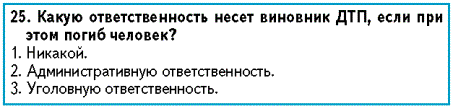 25. Какую ответственность несет виновник ДТП, если при
этом погиб человек?
1. Никакой.
2. Административную ответственность.
3. Уголовную ответственность.